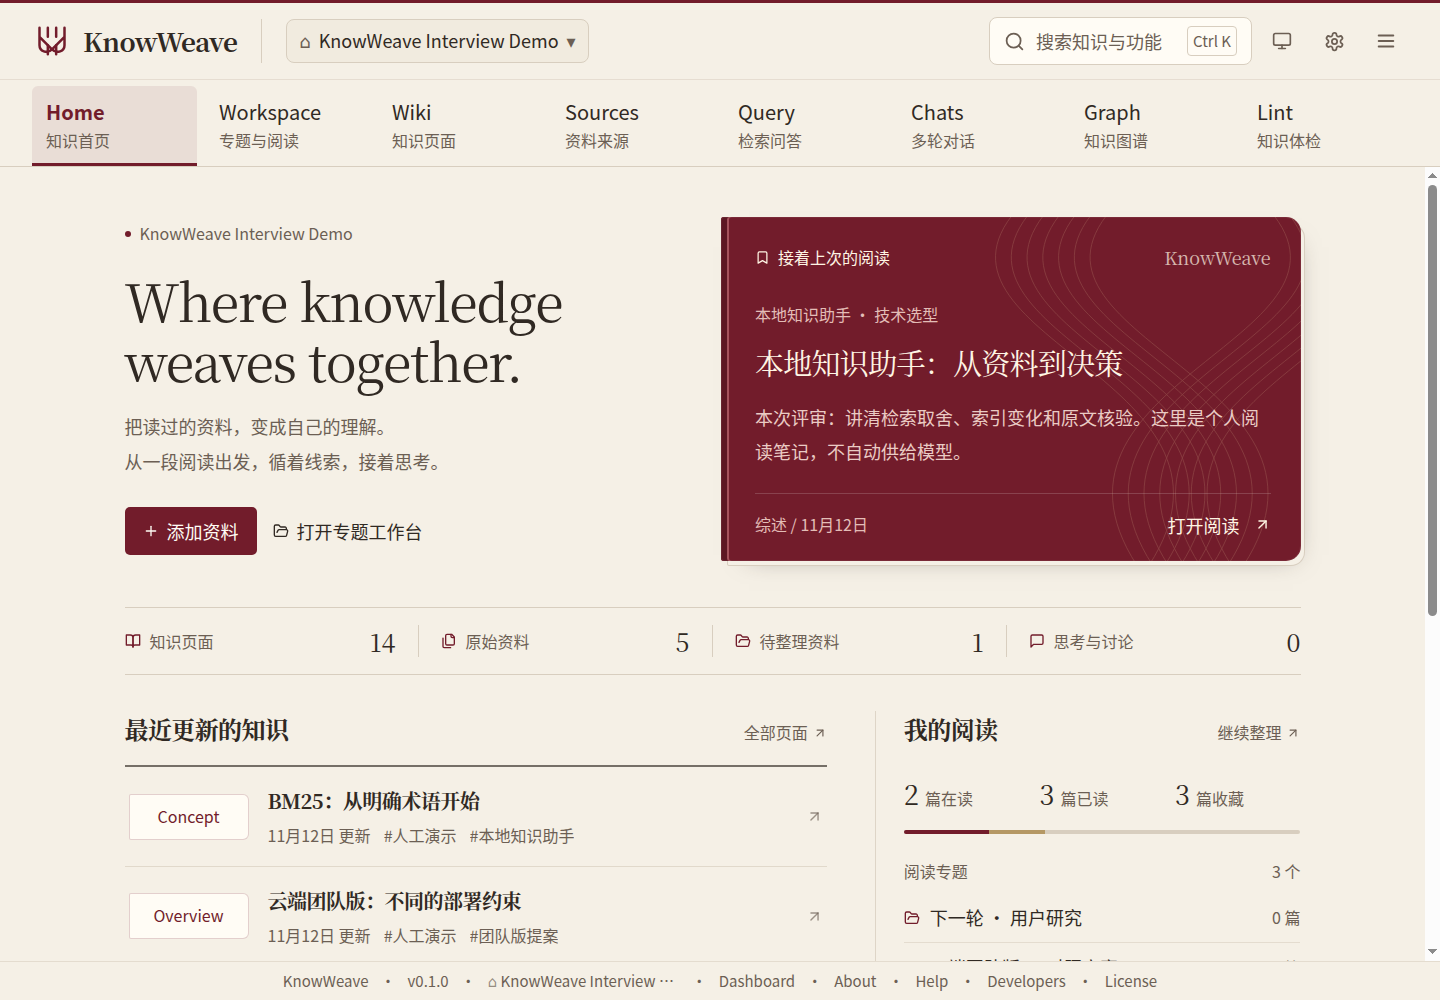 KnowWeave
⌂ KnowWeave Interview Demo ▾
搜索知识与功能 Ctrl K
Home
知识首页
Workspace
专题与阅读
Wiki
知识页面
Sources
资料来源
Query
检索问答
Chats
多轮对话
Graph
知识图谱
Lint
知识体检
KnowWeave Interview Demo
Where knowledge
weaves together.
把读过的资料，变成自己的理解。
从一段阅读出发，循着线索，接着思考。
添加资料
打开专题工作台
接着上次的阅读
KnowWeave
本地知识助手 · 技术选型
本地知识助手：从资料到决策
本次评审：讲清检索取舍、索引变化和原文核验。这里是个人阅
读笔记，不自动供给模型。
综述 / 11月12日
打开阅读
知识页面 14
原始资料 5
待整理资料 1
思考与讨论 0
最近更新的知识
全部页面
Concept
BM25：从明确术语开始
11月12日 更新 #人工演示 #本地知识助手
Overview
云端团队版：不同的部署约束
11月12日 更新 #人工演示 #团队版提案
我的阅读
继续整理
2 篇在读
3 篇已读
3 篇收藏
阅读专题 3 个
下一轮 · 用户研究 0 篇
KnowWeave • v0.1.0 • ⌂ KnowWeave Interview ··· • Dashboard • About • Help • Developers • License